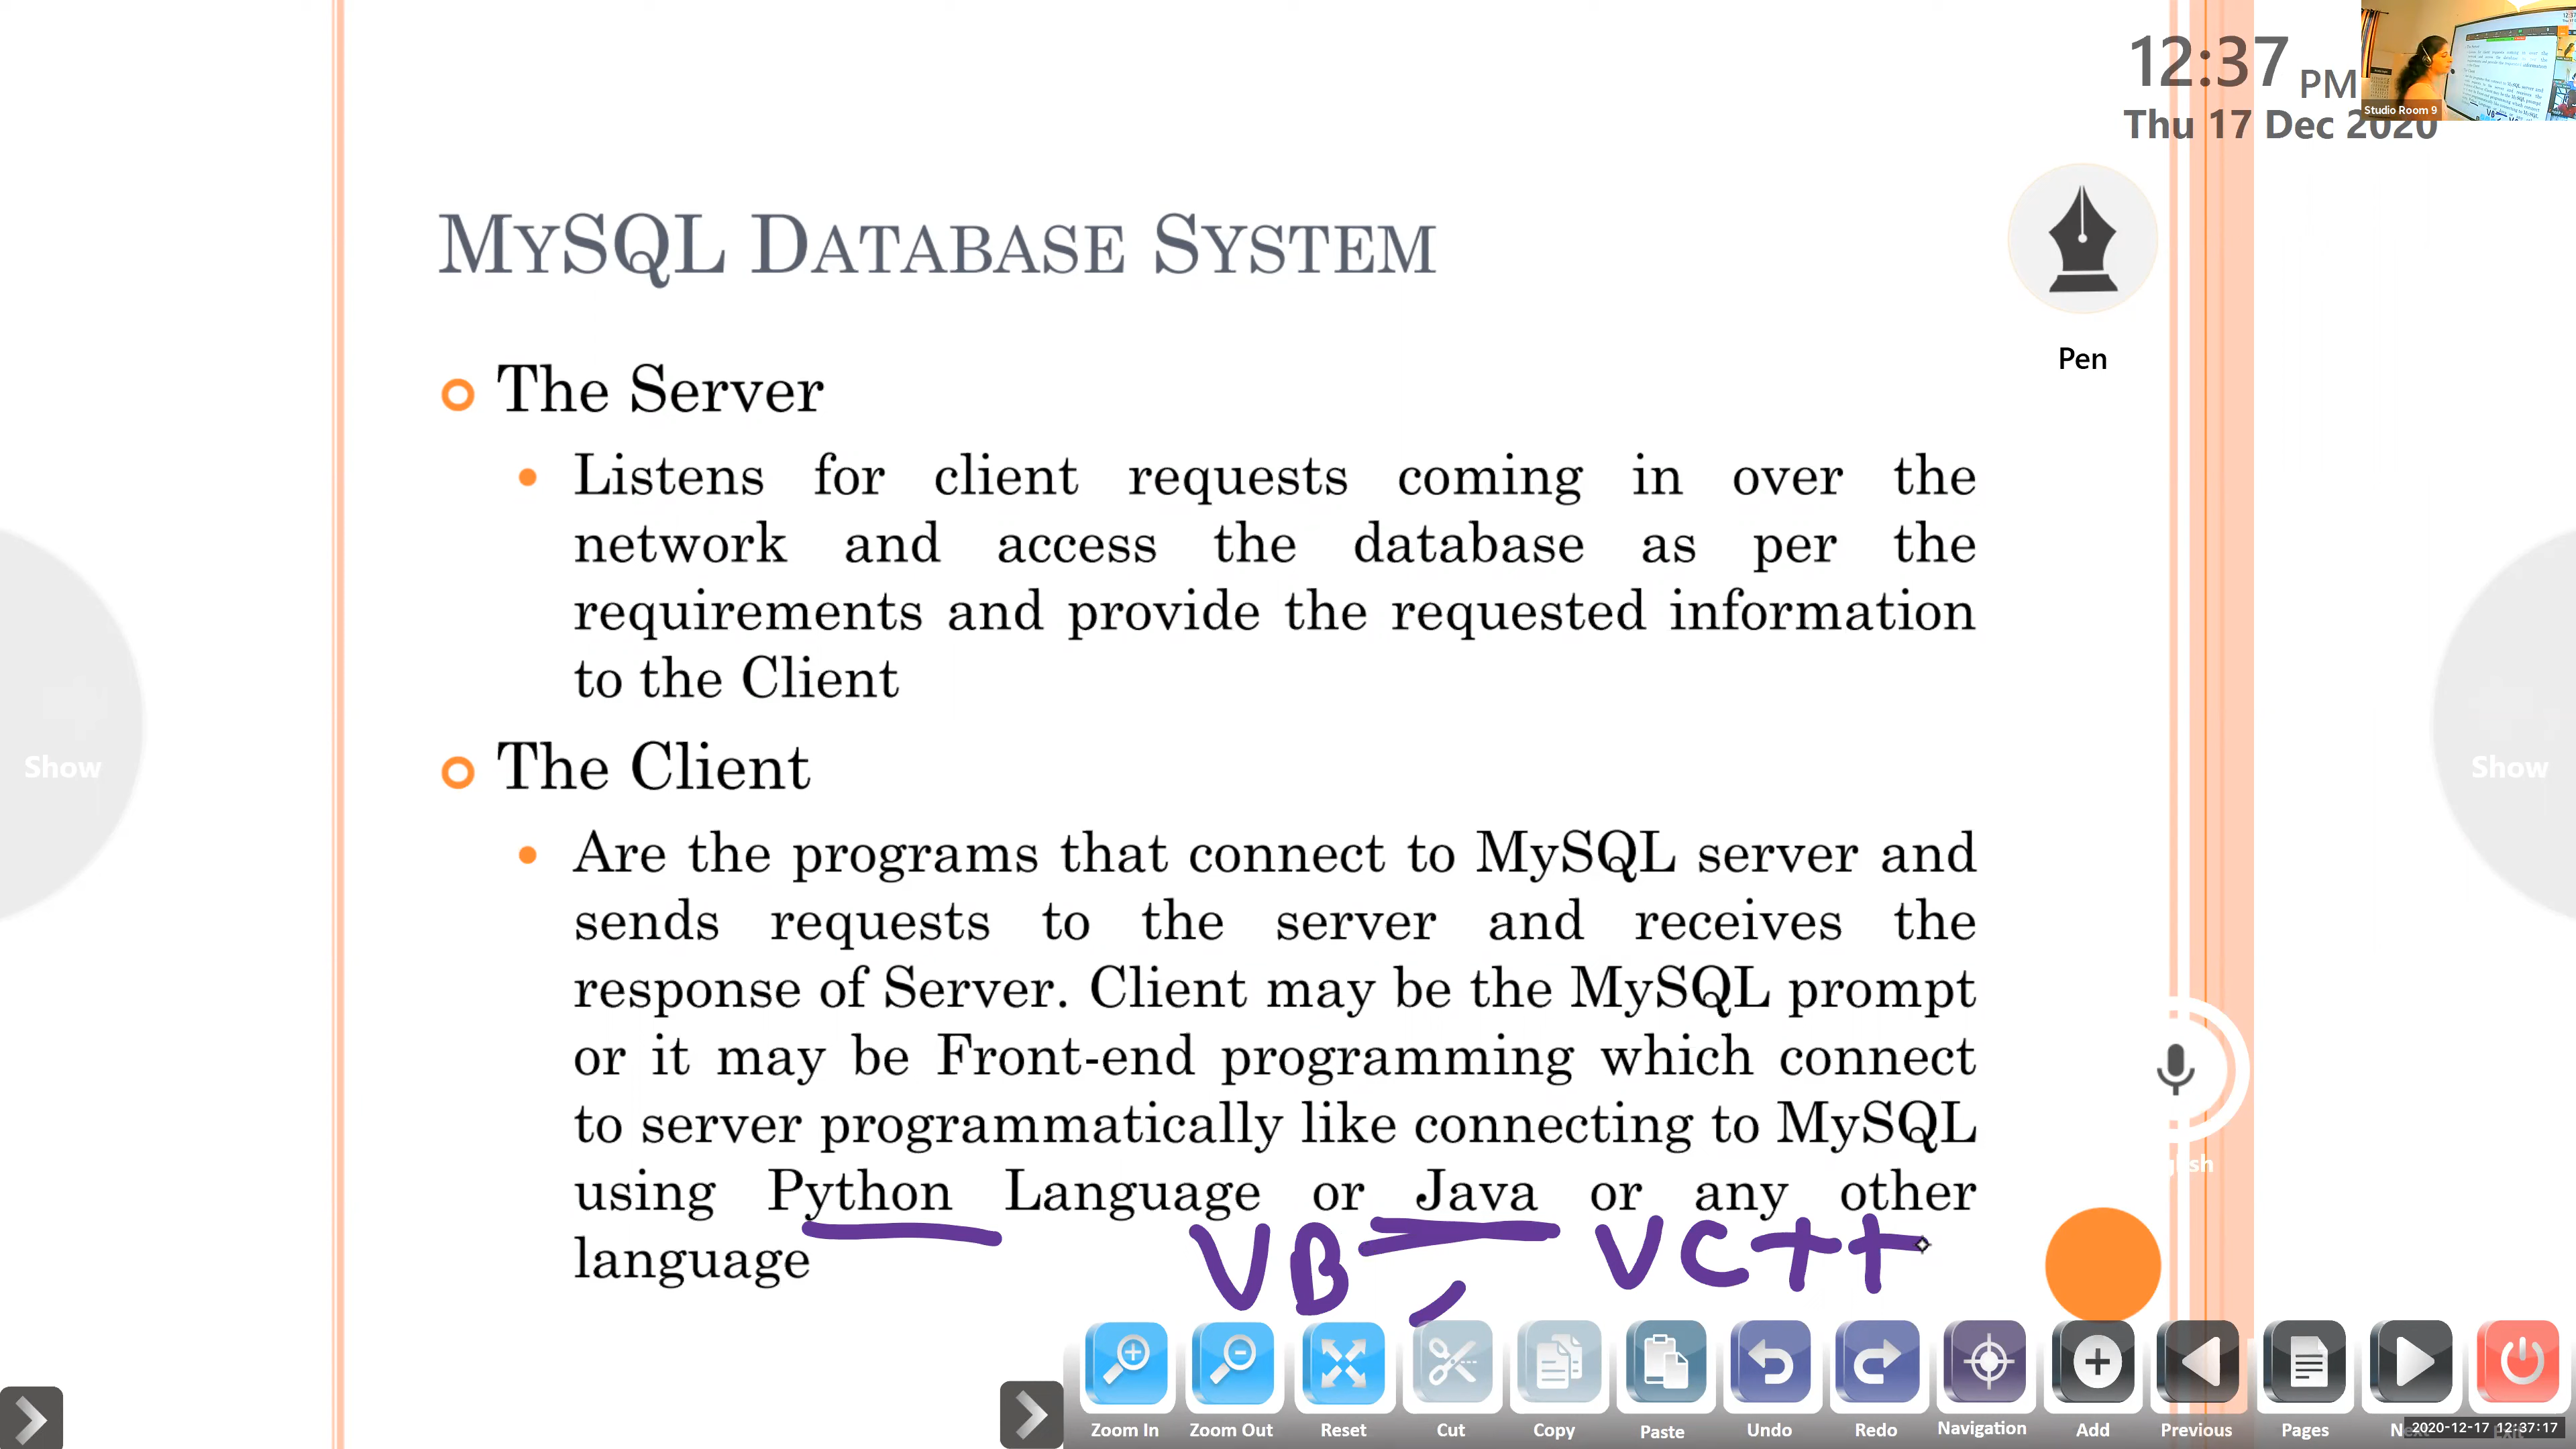 12:37 PM
Thu 17 Dec 2020
Studio Room 9
MYSQL DATABASE SYSTEM
Pen
The Server
Listens for client requests coming in over the
network and access the database as per the
requirements and provide the requested information
to the Client
Show
Show
The Client
Are the programs that connect to MySQL server and
sends requests to the server and receives the
response of Server. Client may be the MySQL prompt
or it may be Front-end programming which connect
to server programmatically like connecting to MySQL
using Python Language or Java or any other
language
VB VC++
Zoom In Zoom Out Reset Cut Copy Paste Undo Redo Navigation Add Previous Pages
2020-12-17 12:37:17